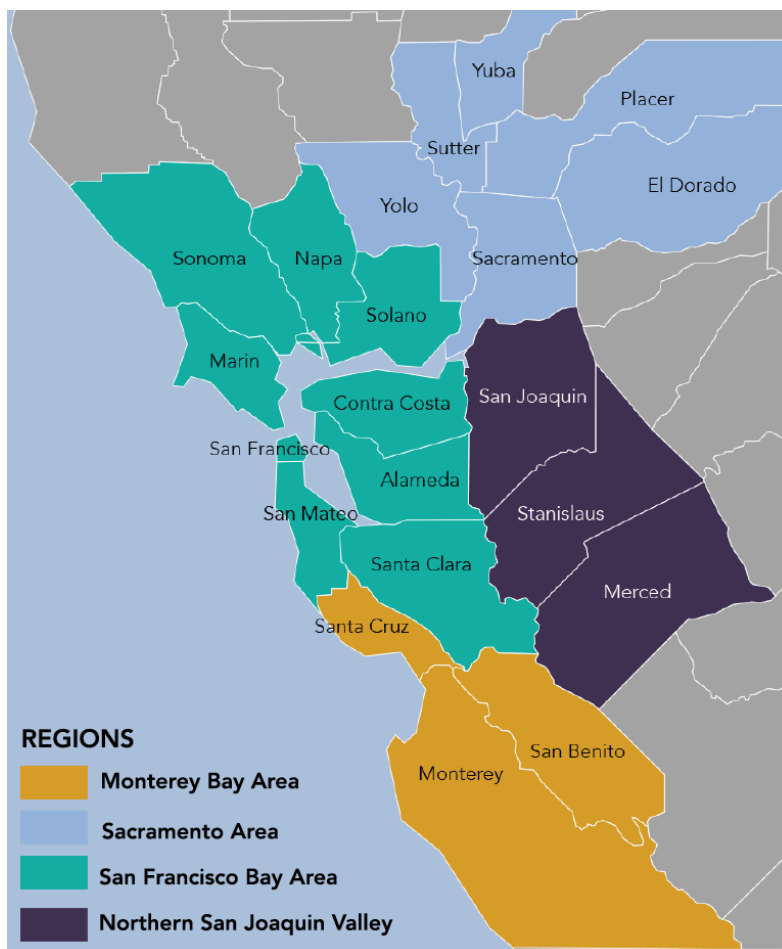 Yuba
Placer
Sutter
El Dorado
Yolo
Sonoma
Napa
Sacramento
Solano
Marin
San Joaquin
Contra Costa
San Francisco
Alameda
San Mateo
Stanislaus
Santa Clara
Merced
Santa Cruz
San Benito
Monterey
REGIONS
Monterey Bay Area
Sacramento Area
San Francisco Bay Area
Northern San Joaquin Valley